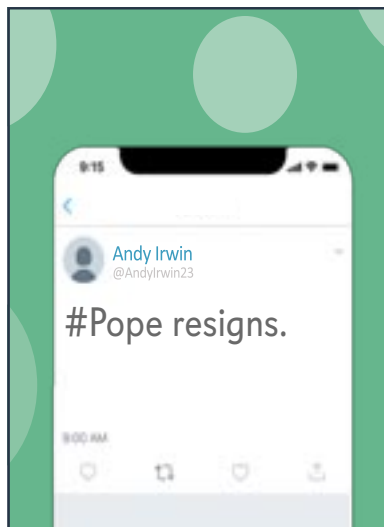 9:15
Andy Irwin
@AndyIrwin23
#Pope resigns.
9:00 AM